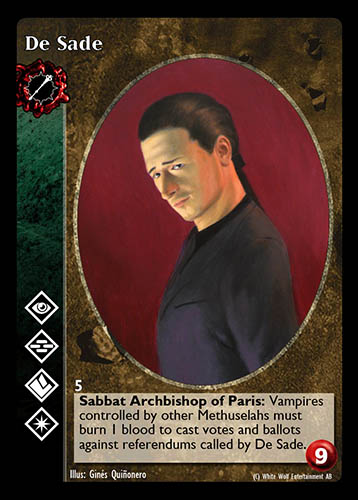 De Sade
5
Sabbat Archbishop of Paris: Vampires
controlled by other Methuselahs must
burn 1 blood to cast votes and ballots
against referendums called by De Sade.
9
Illus: Ginés Quiñonero
(C) White Wolf Entertainment AB